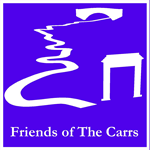 Friends of The Carrs